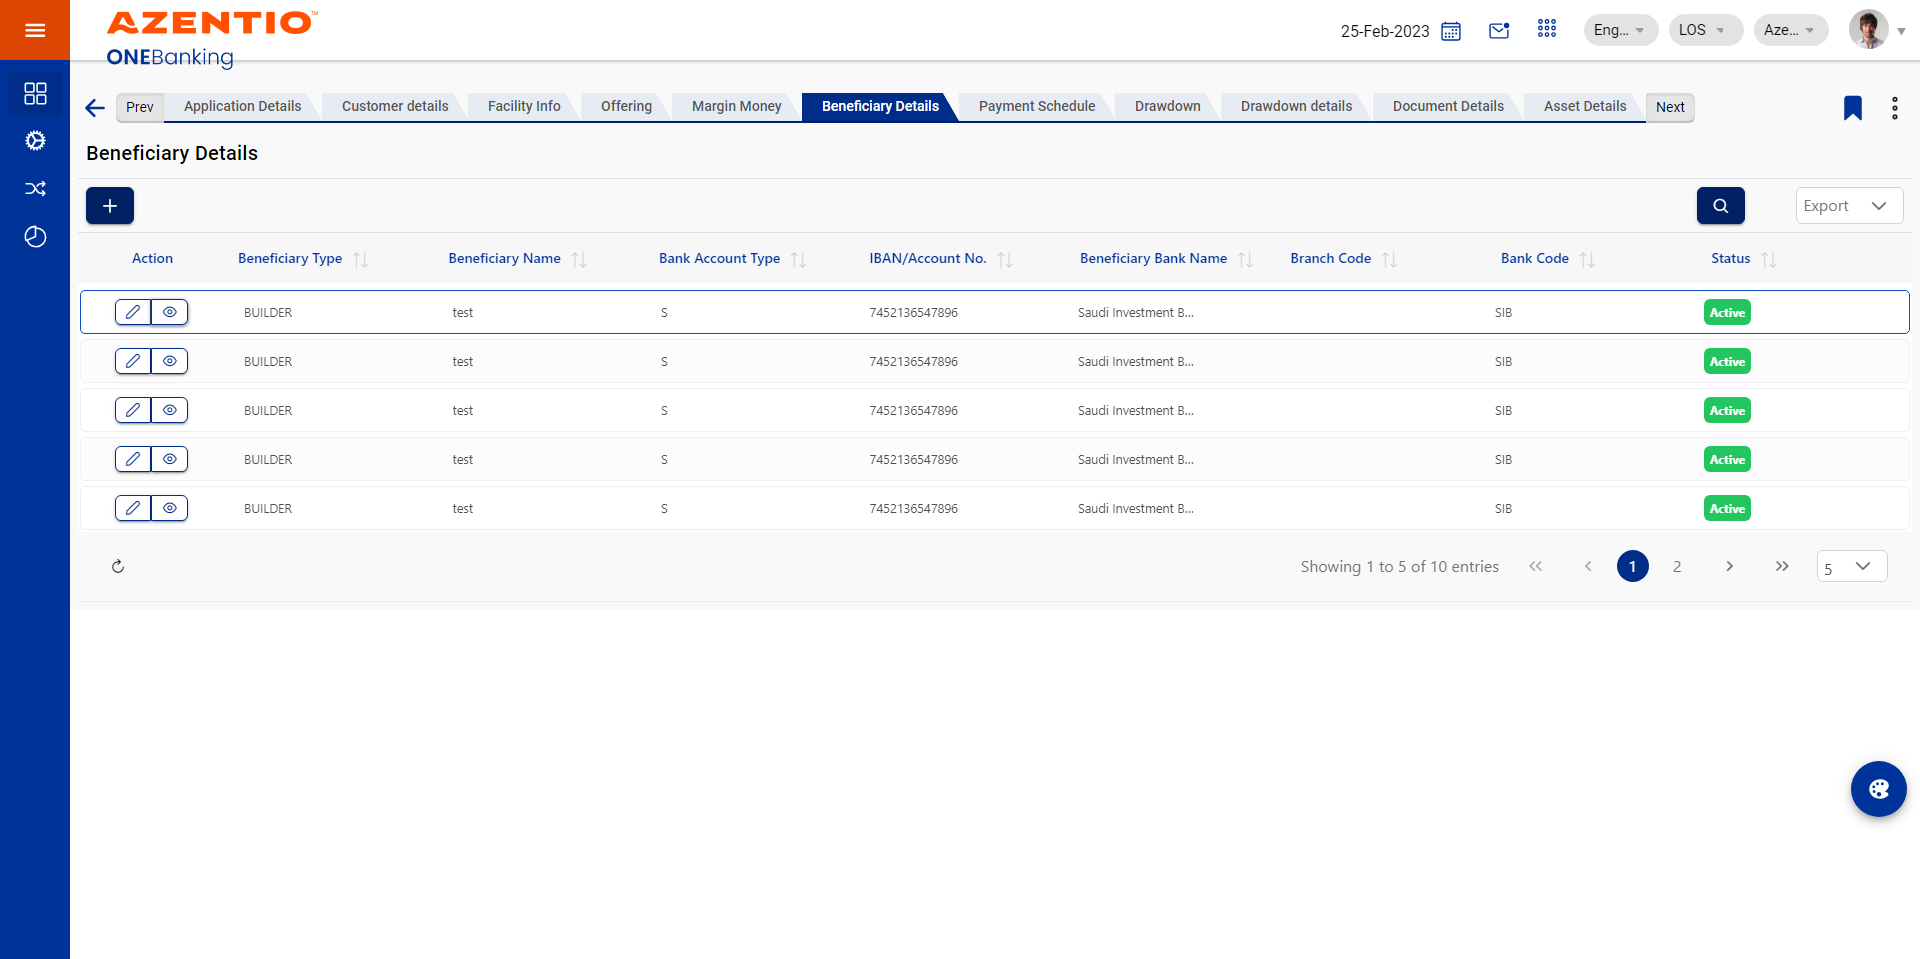 AZENTIO™
ONEBanking
25-Feb-2023 Eng... LOS Aze...
Prev Application Details Customer details Facility Info Offering Margin Money Beneficiary Details Payment Schedule Drawdown Drawdown details Document Details Asset Details Next
Beneficiary Details
+ Export
Action Beneficiary Type Beneficiary Name Bank Account Type IBAN/Account No. Beneficiary Bank Name Branch Code Bank Code Status
BUILDER test S 7452136547896 Saudi Investment B... SIB Active
BUILDER test S 7452136547896 Saudi Investment B... SIB Active
BUILDER test S 7452136547896 Saudi Investment B... SIB Active
BUILDER test S 7452136547896 Saudi Investment B... SIB Active
BUILDER test S 7452136547896 Saudi Investment B... SIB Active
Showing 1 to 5 of 10 entries « ‹ 1 2 › » 5